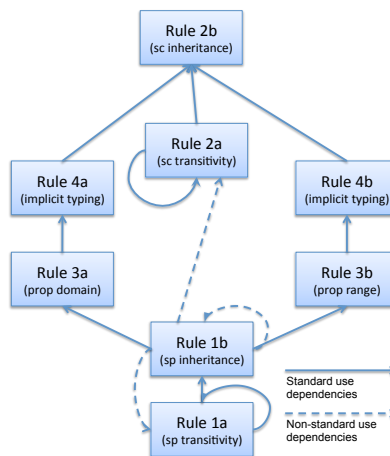 Rule 2b
(sc inheritance)
Rule 2a
(sc transitivity)
Rule 4a
(implicit typing)
Rule 4b
(implicit typing)
Rule 3a
(prop domain)
Rule 3b
(prop range)
Rule 1b
(sp inheritance)
Rule 1a
(sp transitivity)
Standard use
dependencies
Non-standard use
dependencies